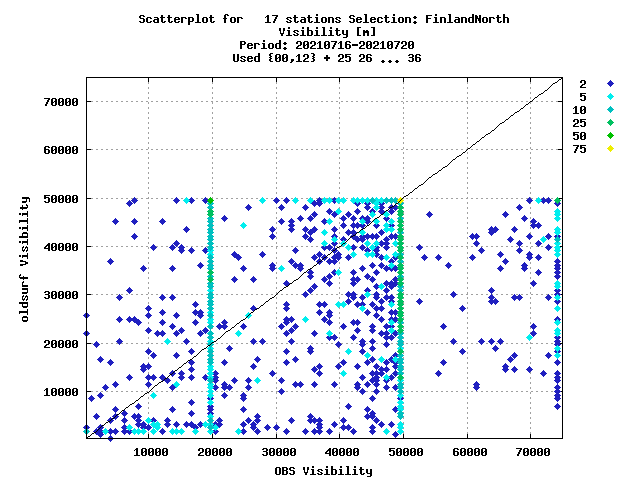 Scatterplot for   17 stations Selection: FinlandNorth
Visibility [m]
Period: 20210716-20210720
Used {00,12} + 25 26 ... 36
2
5
10
25
50
75
70000
60000
50000
40000
30000
20000
10000
oldsurf Visibility
10000 20000 30000 40000 50000 60000 70000
OBS Visibility